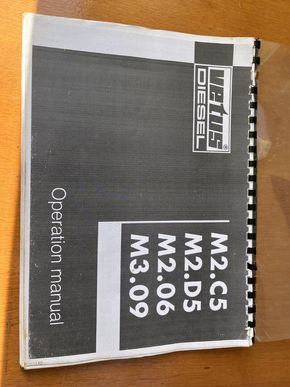 vetus®
DIESEL
M2.C5
M2.D5
M2.06
M3.09
Operation manual